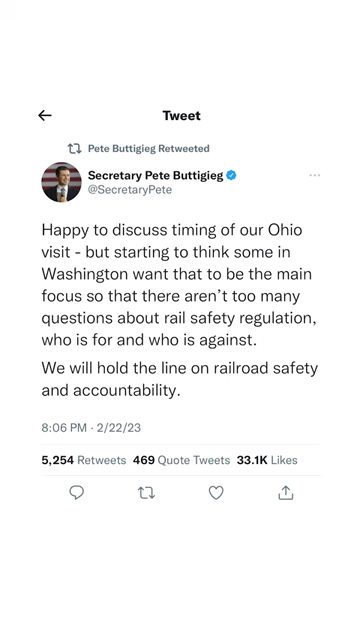 Tweet
Pete Buttigieg Retweeted
Secretary Pete Buttigieg
@SecretaryPete
Happy to discuss timing of our Ohio
visit - but starting to think some in
Washington want that to be the main
focus so that there aren't too many
questions about rail safety regulation,
who is for and who is against.
We will hold the line on railroad safety
and accountability.
8:06 PM · 2/22/23
5,254 Retweets 469 Quote Tweets 33.1K Likes